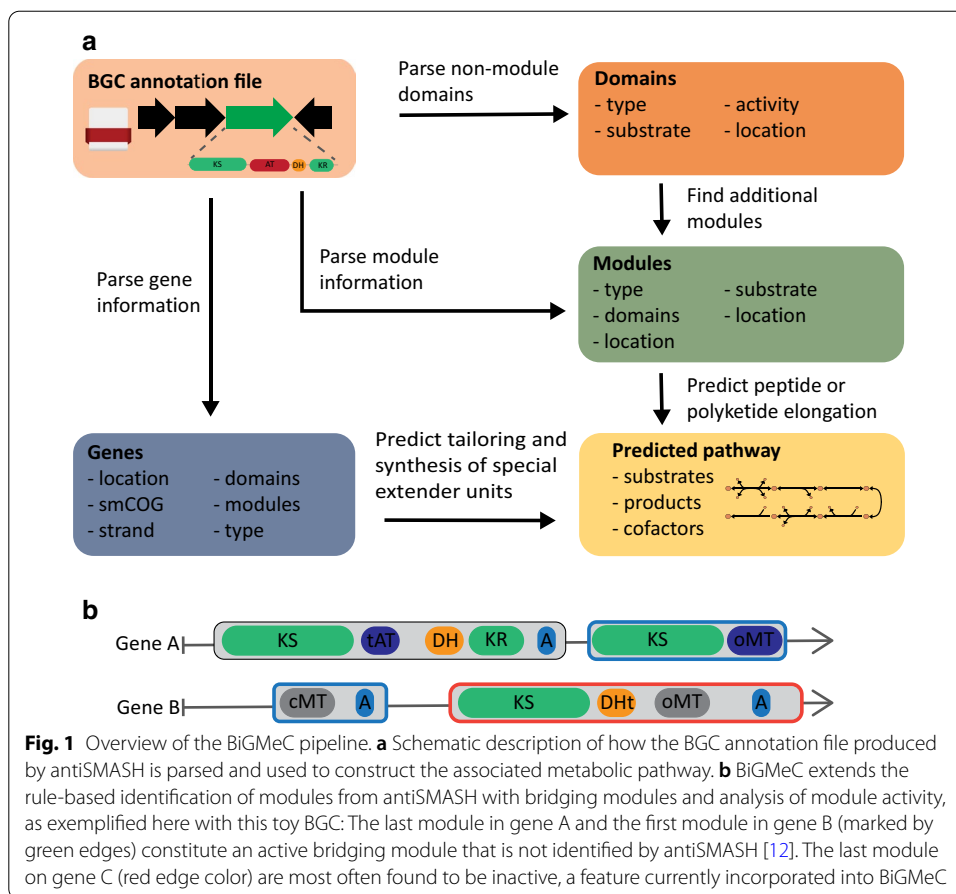 a
BGC annotation file
KS AT DH KR
Parse non-module
domains
Domains
- type - activity
- substrate - location
Find additional
modules
Parse gene
information
Parse module
information
Modules
- type - substrate
- domains - location
- location
Predict peptide or
polyketide elongation
Genes
- location - domains
- smCOG - modules
- strand - type
Predict tailoring and
synthesis of special
extender units
Predicted pathway
- substrates
- products
- cofactors
b
Gene A KS tAT DH KR A KS oMT
Gene B cMT A KS DHt oMT A
Fig. 1 Overview of the BiGMeC pipeline. a Schematic description of how the BGC annotation file produced
by antiSMASH is parsed and used to construct the associated metabolic pathway. b BiGMeC extends the
rule-based identification of modules from antiSMASH with bridging modules and analysis of module activity,
as exemplified here with this toy BGC: The last module in gene A and the first module in gene B (marked by
green edges) constitute an active bridging module that is not identified by antiSMASH [12]. The last module
on gene C (red edge color) are most often found to be inactive, a feature currently incorporated into BiGMeC